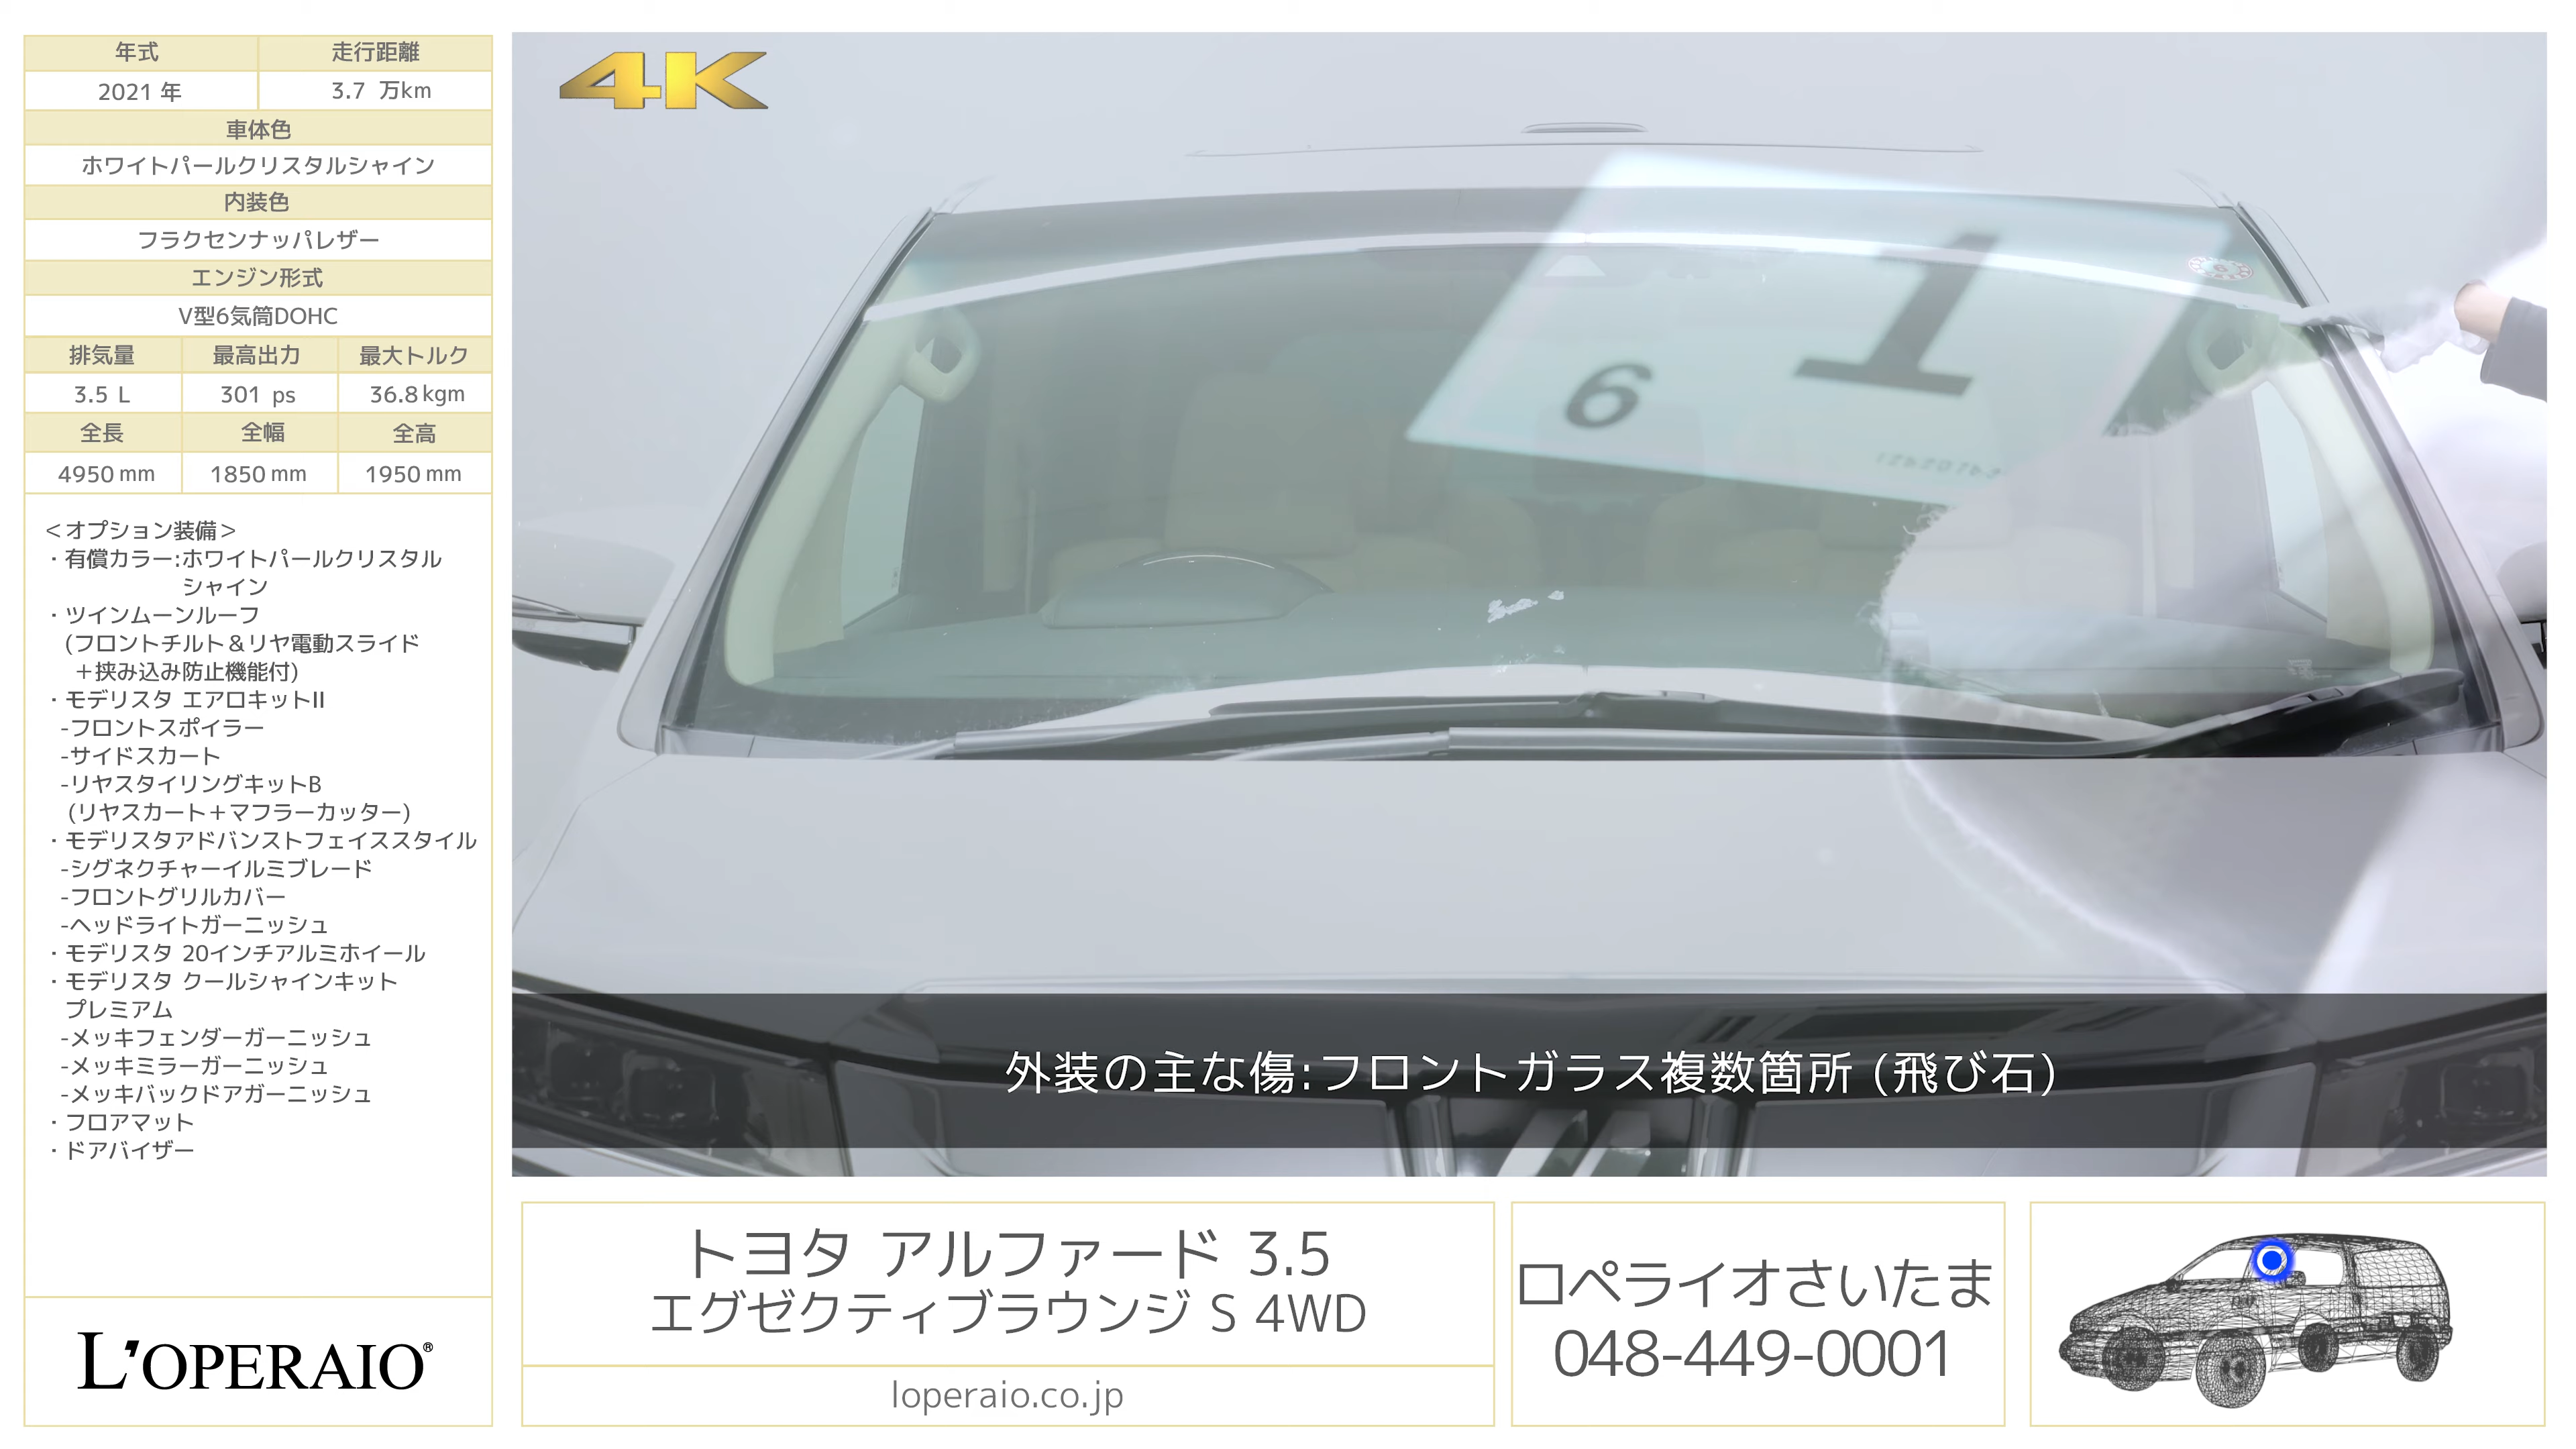 年式 走行距離
2021 年 3.7 万km
車体色
ホワイトパールクリスタルシャイン
内装色
フラクセンナッパレザー
エンジン形式
V型6気筒DOHC
排気量 最高出力 最大トルク
3.5 L 301 ps 36.8kgm
全長 全幅 全高
4950mm 1850mm 1950mm
＜オプション装備＞
・有償カラー:ホワイトパールクリスタル
シャイン
・ツインムーンルーフ
(フロントチルト＆リヤ電動スライド
＋挟み込み防止機能付)
・モデリスタ エアロキットII
-フロントスポイラー
-サイドスカート
-リヤスタイリングキットB
(リヤスカート＋マフラーカッター)
・モデリスタアドバンストフェイススタイル
-シグネクチャーイルミブレード
-フロントグリルカバー
-ヘッドライトガーニッシュ
・モデリスタ 20インチアルミホイール
・モデリスタ クールシャインキット
プレミアム
-メッキフェンダーガーニッシュ
-メッキミラーガーニッシュ
-メッキバックドアガーニッシュ
・フロアマット
・ドアバイザー
L'OPERAIO®
4K
1
6
外装の主な傷:フロントガラス複数箇所 (飛び石)
トヨタ アルファード 3.5
エグゼクティブラウンジ S 4WD
loperaio.co.jp
ロペライオさいたま
048-449-0001